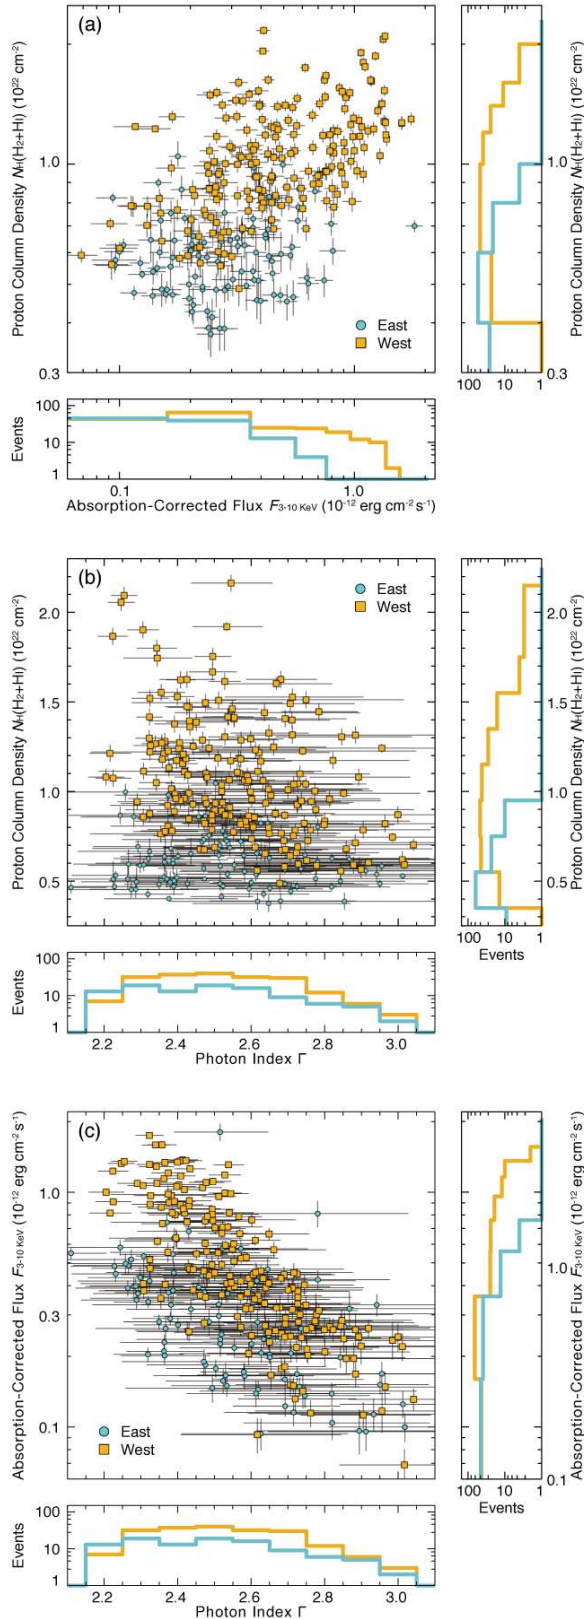 (a)
Proton Column Density NH(H2+HI) (10²² cm⁻²)
1.0
0.3
East
West
Proton Column Density NH(H2+HI) (10²² cm⁻²)
1.0
0.3
100 10 1
Events
100
10
1
0.1 1.0
Absorption-Corrected Flux F3-10 KeV (10⁻¹² erg cm⁻² s⁻¹)
(b)
Proton Column Density NH(H2+HI) (10²² cm⁻²)
2.0
1.5
1.0
0.5
East
West
Proton Column Density NH(H2+HI) (10²² cm⁻²)
2.0
1.5
1.0
0.5
100 10 1
Events
Events
100
10
1
2.2 2.4 2.6 2.8 3.0
Photon Index Γ
(c)
Absorption-Corrected Flux F3-10 KeV (10⁻¹² erg cm⁻² s⁻¹)
1.0
0.3
0.1
East
West
Absorption-Corrected Flux F3-10 KeV (10⁻¹² erg cm⁻² s⁻¹)
1.0
0.1
100 10 1
Events
Events
100
10
1
2.2 2.4 2.6 2.8 3.0
Photon Index Γ